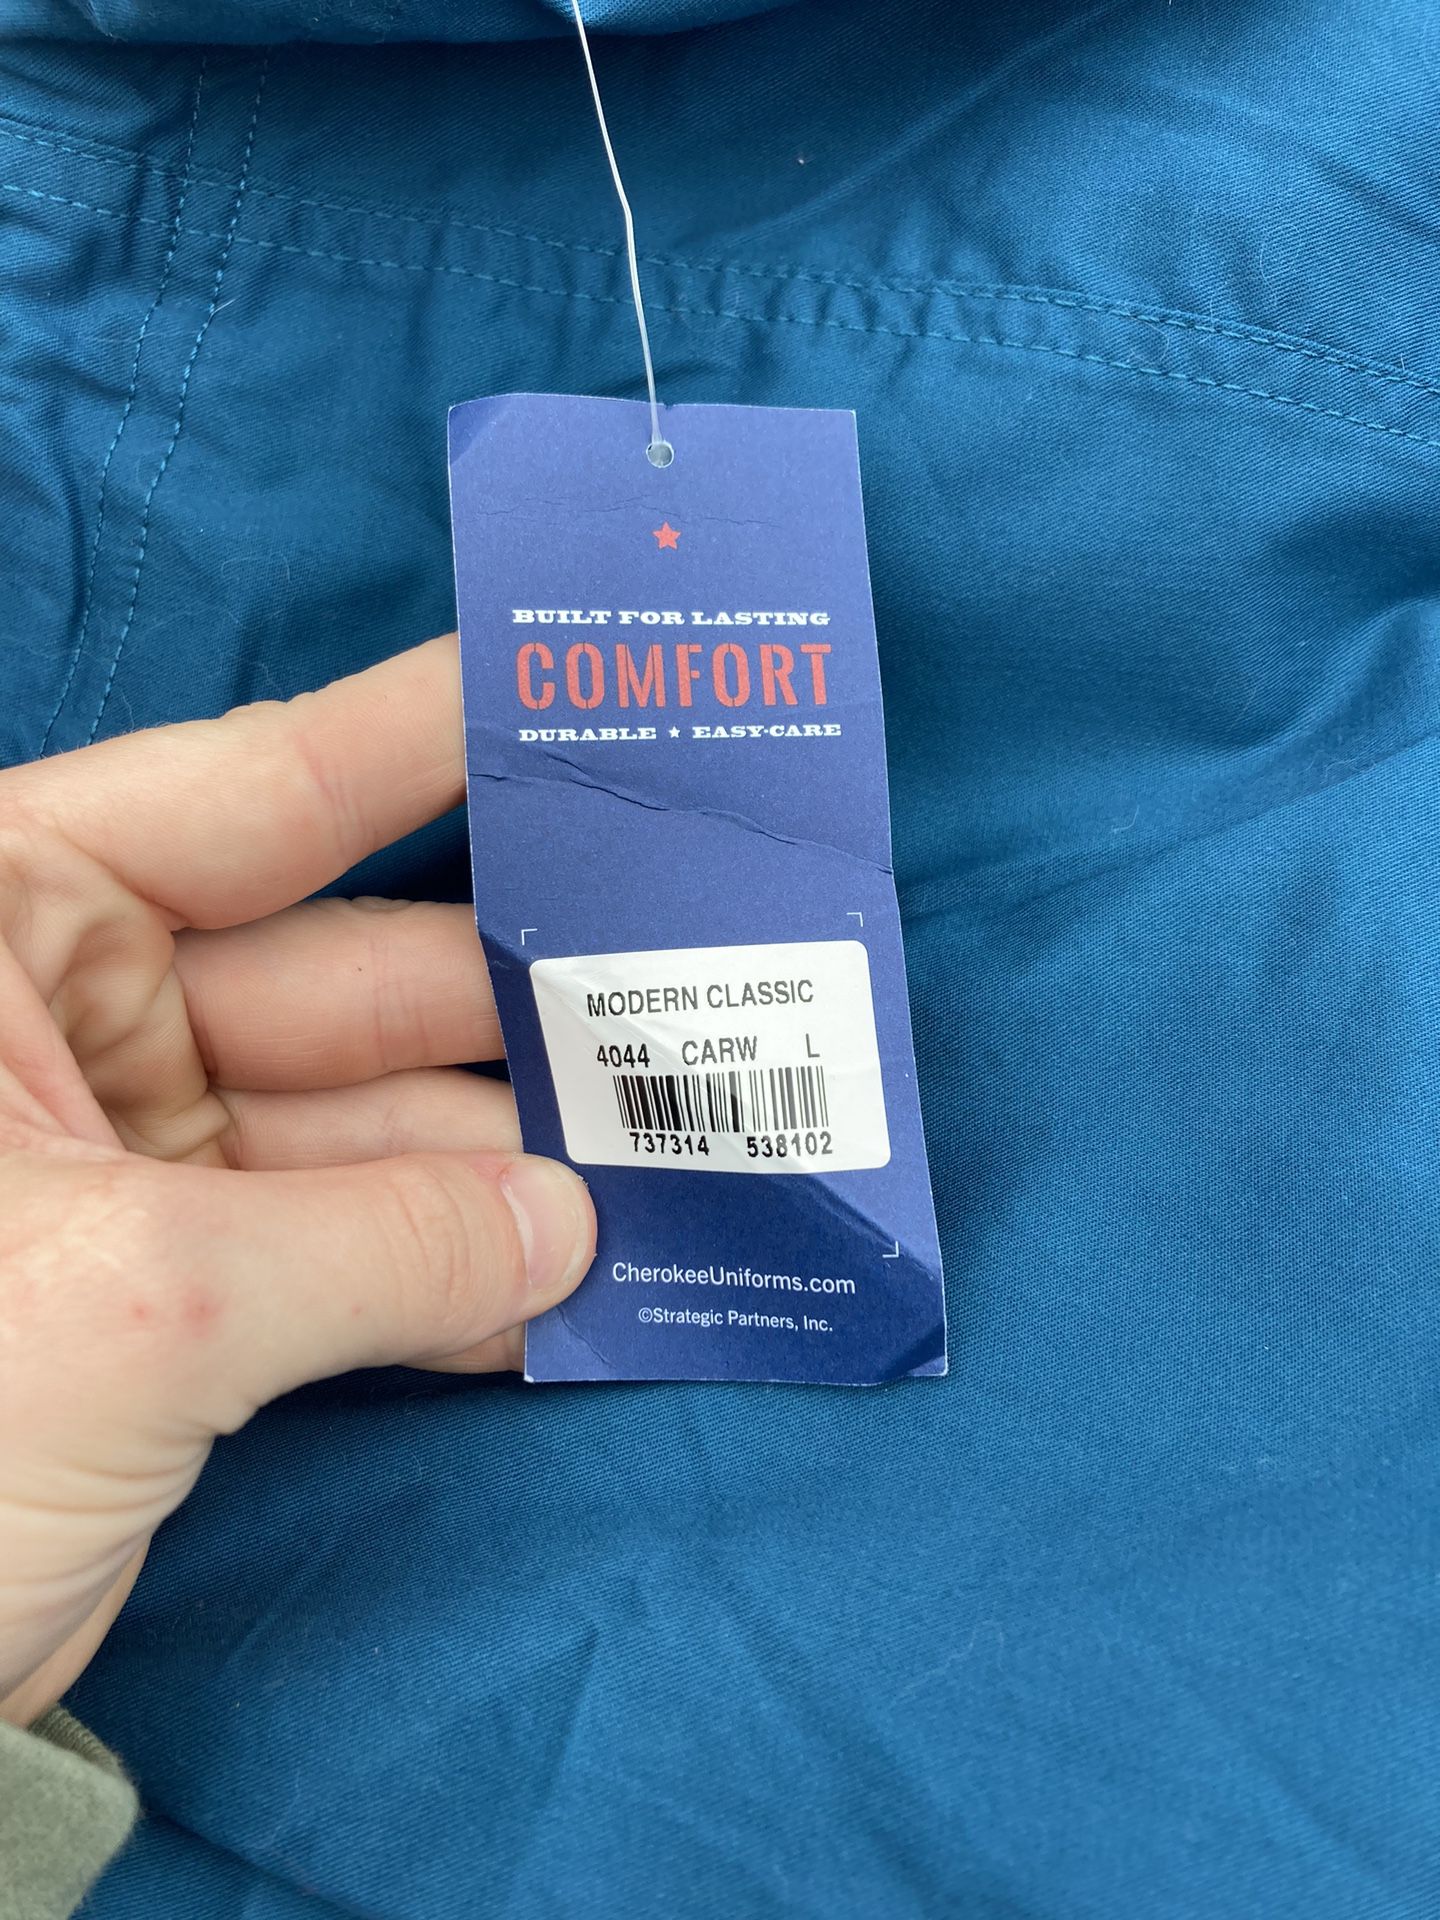 BUILT FOR LASTING
COMFORT
DURABLE ★ EASY-CARE
MODERN CLASSIC
4044 CARW L
737314 538102
CherokeeUniforms.com
©Strategic Partners, Inc.